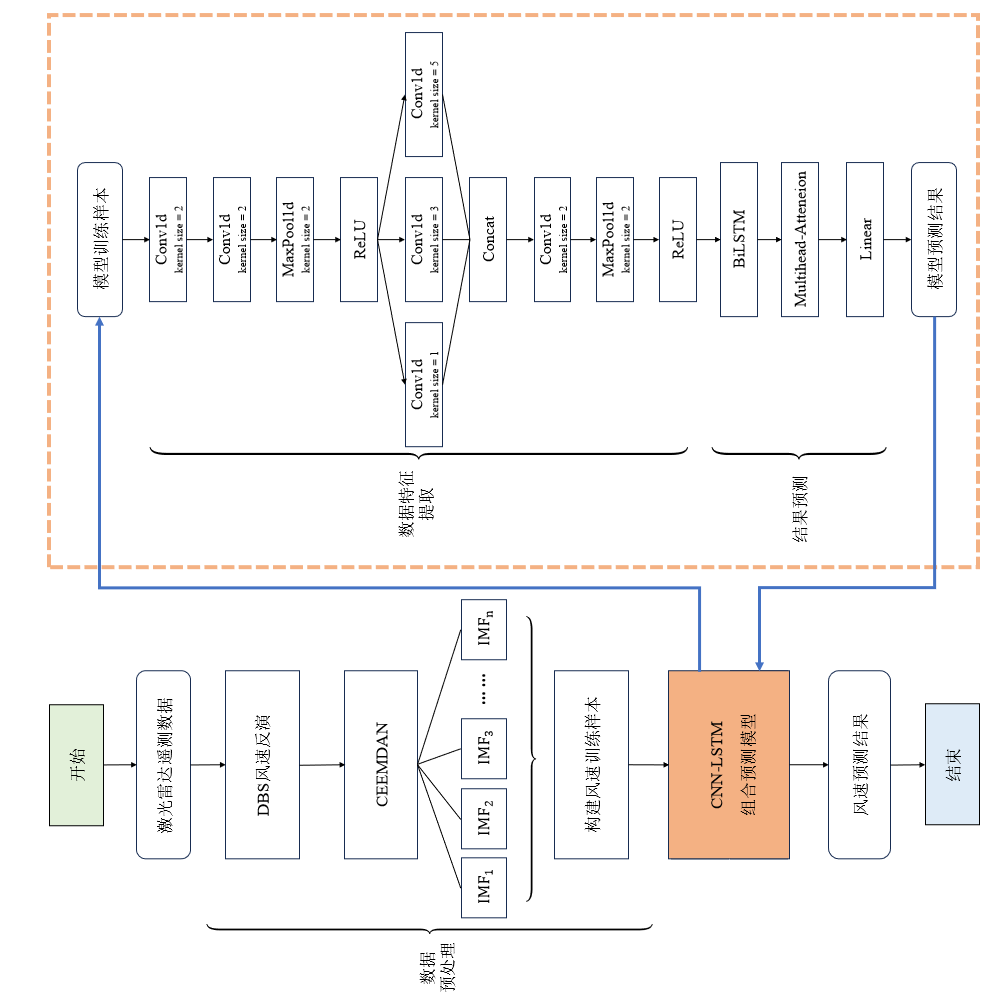 开始
激光雷达遥测数据
DBS风速反演
CEEMDAN
IMF1
IMF2
IMF3
... ...
IMFn
构建风速训练样本
CNN-LSTM
组合预测模型
风速预测结果
结束
数据
预处理
模型训练样本
Conv1d
kernel size = 2
Conv1d
kernel size = 2
MaxPool1d
kernel size = 2
ReLU
Conv1d
kernel size = 1
Conv1d
kernel size = 3
Conv1d
kernel size = 5
Concat
Conv1d
kernel size = 2
MaxPool1d
kernel size = 2
ReLU
BiLSTM
Multihead-Atteneion
Linear
模型预测结果
数据特征
提取
结果预测